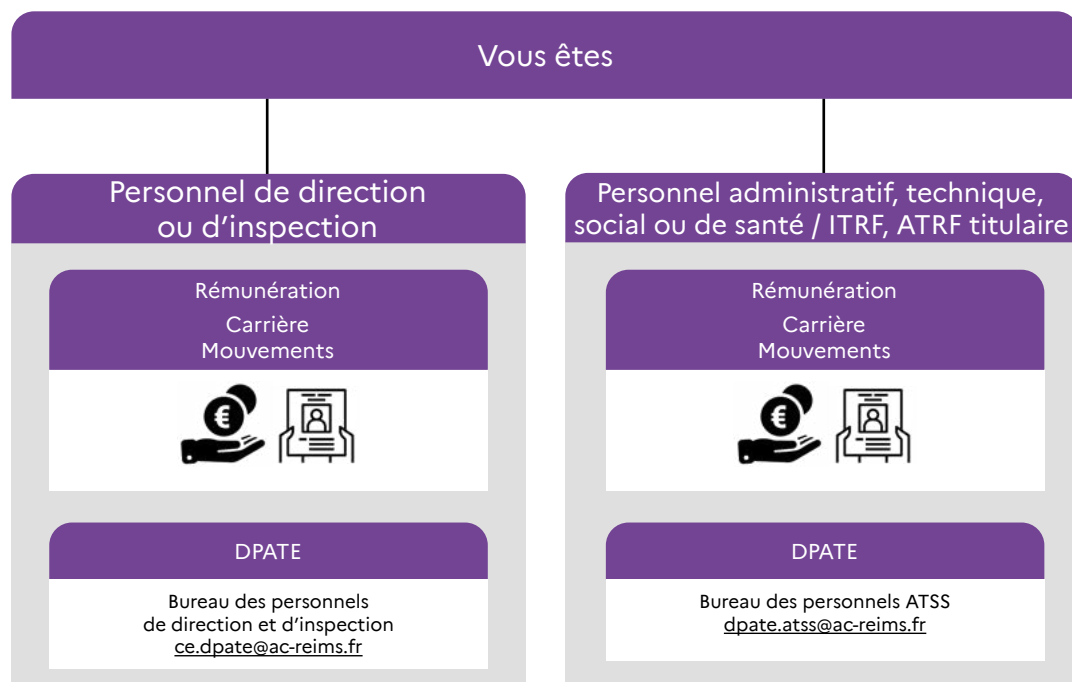 Vous êtes
Personnel de direction
ou d’inspection
Rémunération
Carrière
Mouvements
€
DPATE
Bureau des personnels
de direction et d’inspection
ce.dpate@ac-reims.fr
Personnel administratif, technique,
social ou de santé / ITRF, ATRF titulaire
Rémunération
Carrière
Mouvements
€
DPATE
Bureau des personnels ATSS
dpate.atss@ac-reims.fr